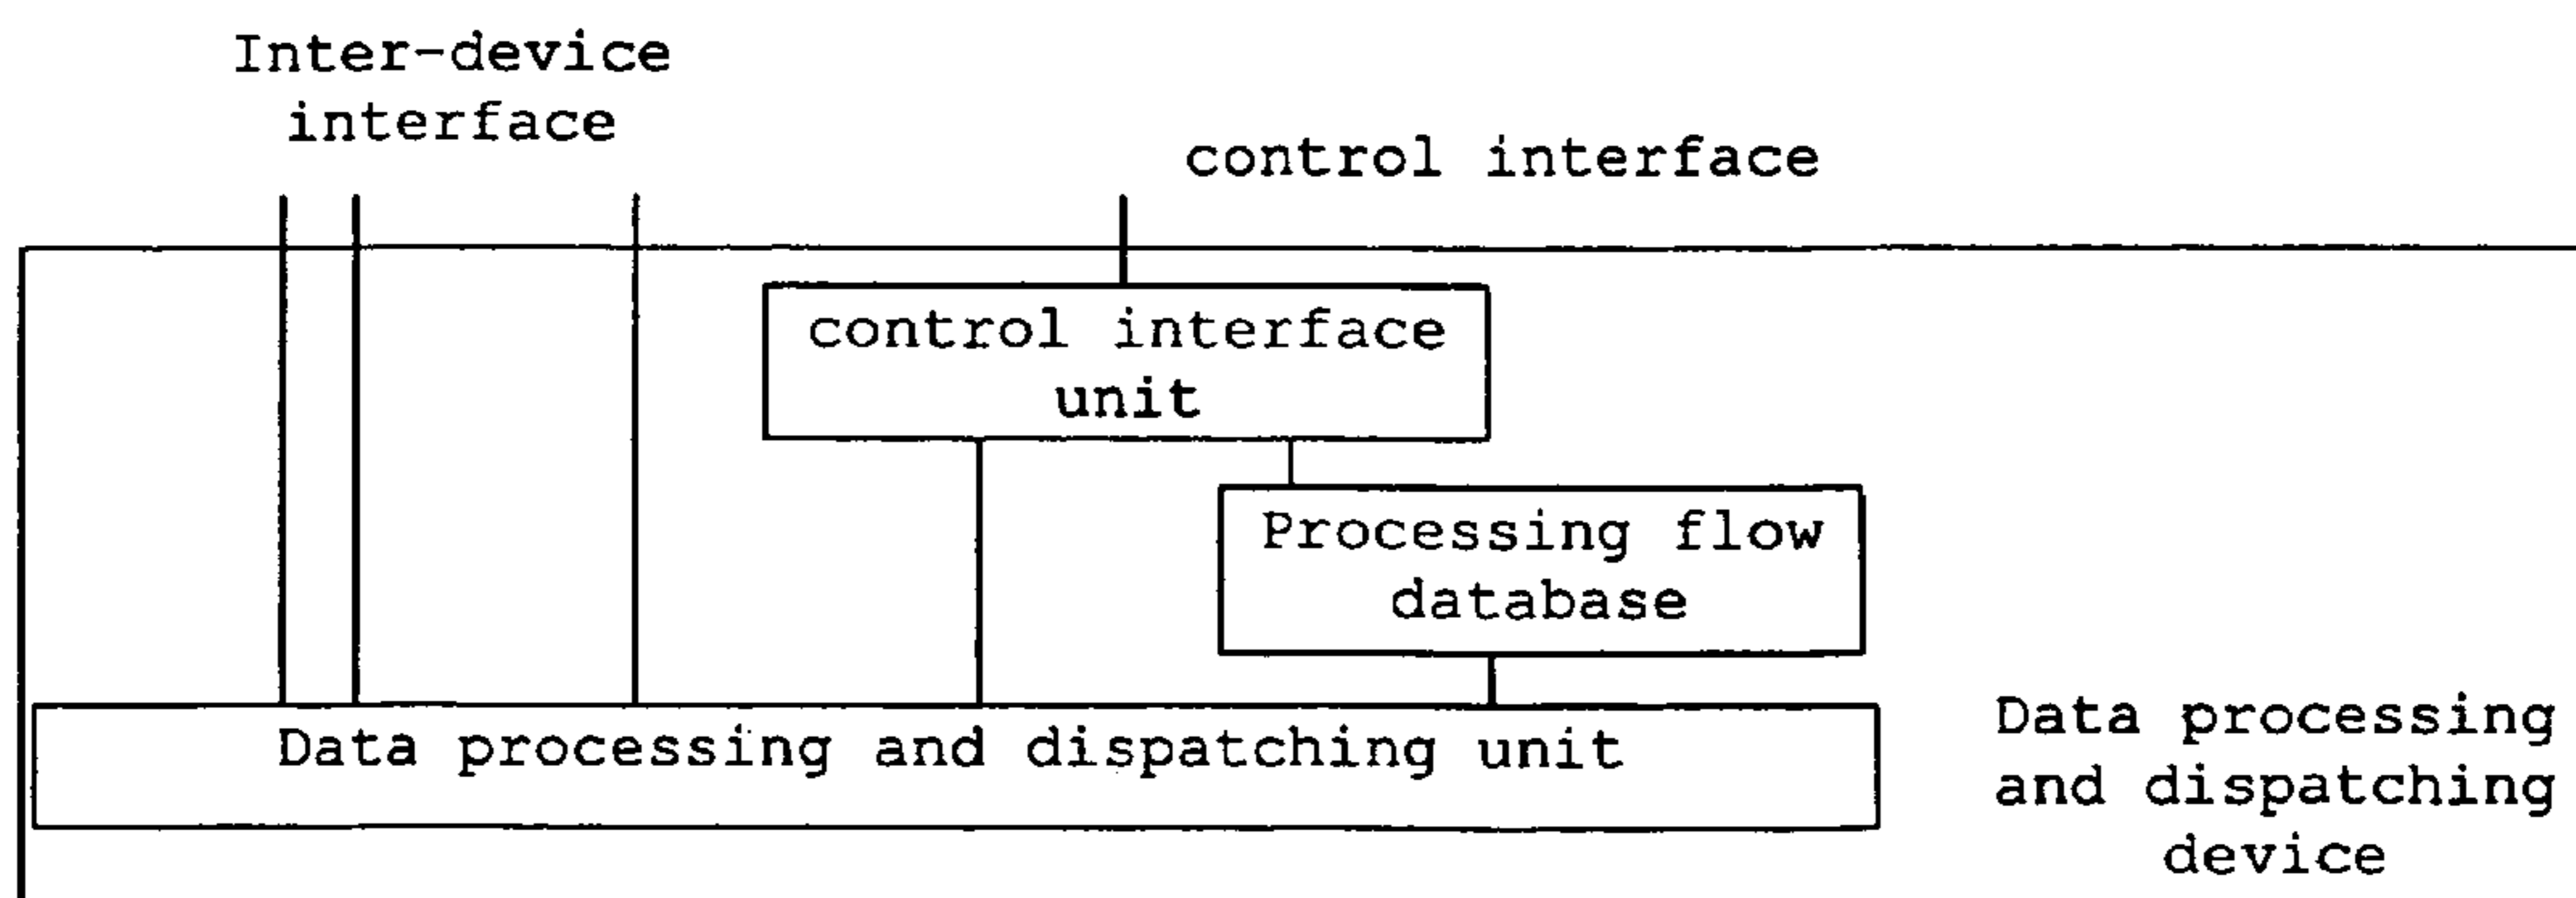 Inter-device
interface
control interface
control interface
unit
Processing flow
database
Data processing and dispatching unit
Data processing
and dispatching
device